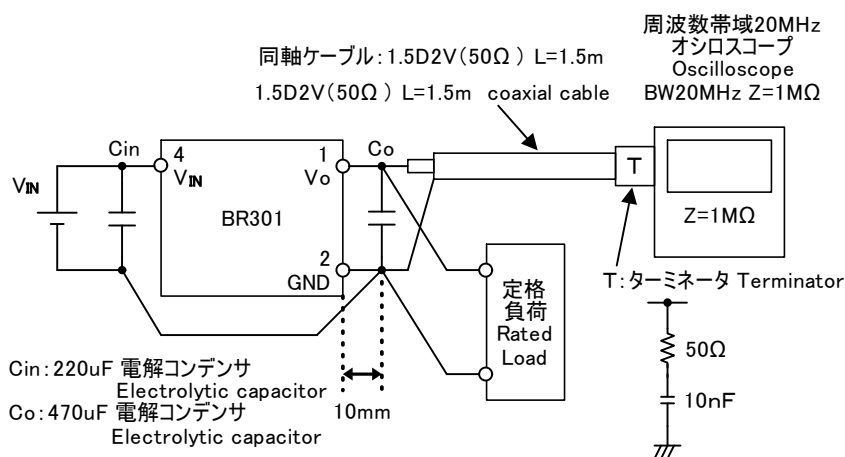 周波数帯域20MHz
オシロスコープ
Oscilloscope
BW20MHz Z=1MΩ
同軸ケーブル:1.5D2V(50Ω ) L=1.5m
1.5D2V(50Ω ) L=1.5m coaxial cable
Cin
4
VIN
1
Vo
Co
T
VIN
BR301
Z=1MΩ
2
GND
T:ターミネータ Terminator
定格
負荷
Rated
Load
50Ω
10nF
10mm
Cin:220uF 電解コンデンサ
Electrolytic capacitor
Co:470uF 電解コンデンサ
Electrolytic capacitor